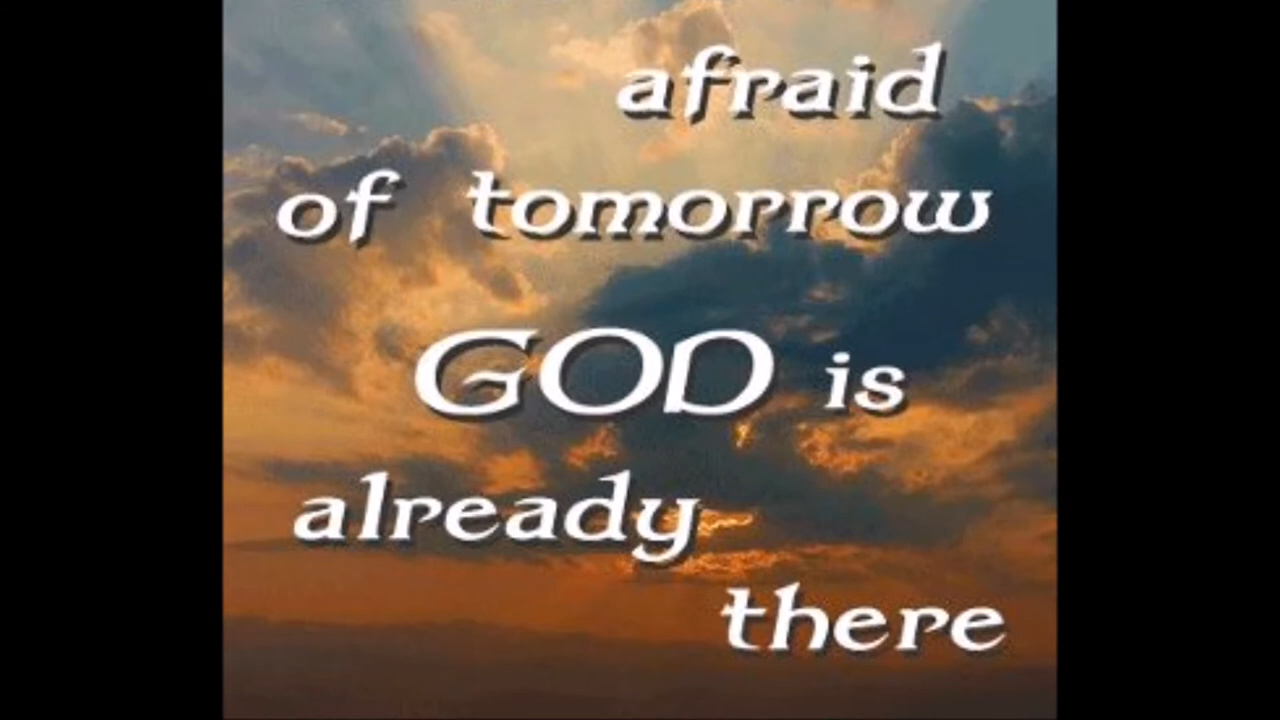 afraid
of tomorrow
GOD is
already
there